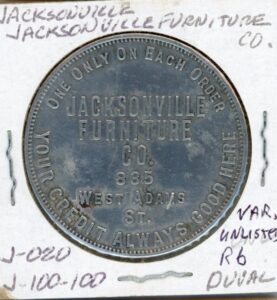 JACKSONVILLE
JACKSONVILLE FURNITURE
CO.
ONE ONLY ON EACH ORDER
JACKSONVILLE
FURNITURE
CO.
835
WEST ADAMS
ST.
YOUR CREDIT ALWAYS GOOD HERE
J-020
J-100-100
VAR.
UNLISTED
R6
DUVAL